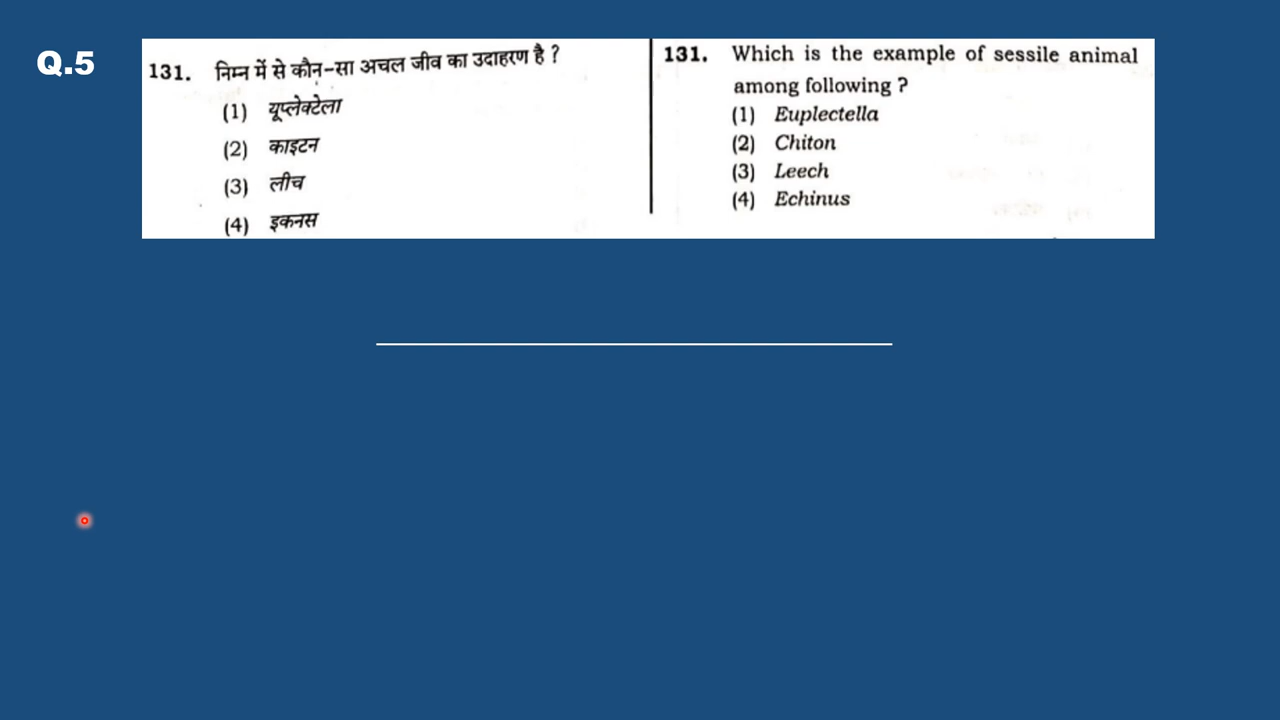 Q.5
131. निम्न में से कौन-सा अचल जीव का उदाहरण है ?
(1) यूप्लेक्टेला
(2) काइटन
(3) लीच
(4) इकनस
131. Which is the example of sessile animal
among following ?
(1) Euplectella
(2) Chiton
(3) Leech
(4) Echinus